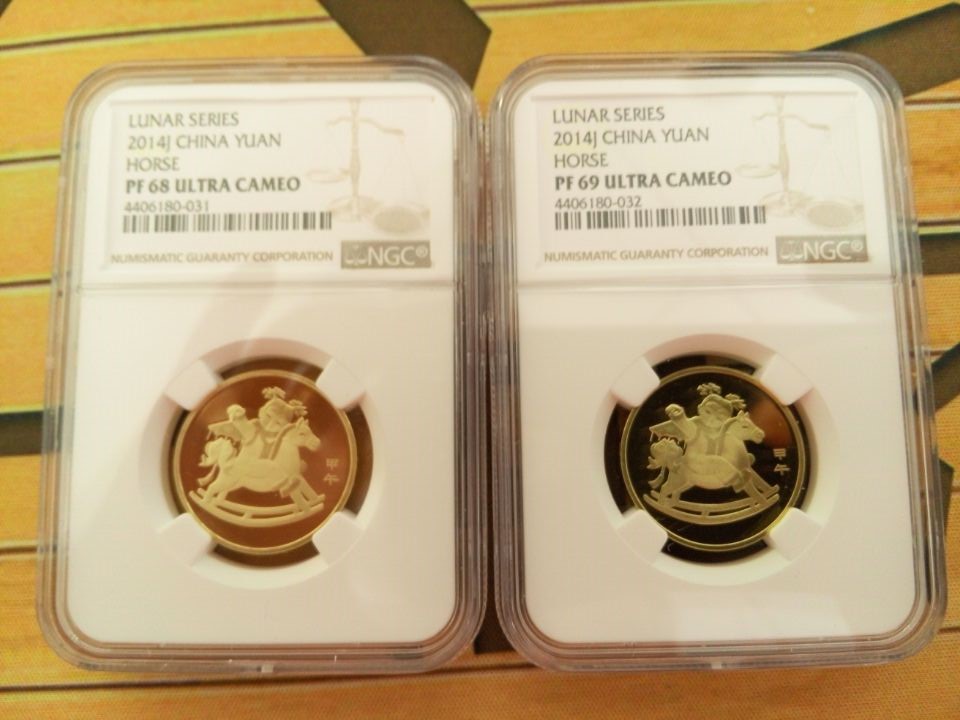 LUNAR SERIES
2014J CHINA YUAN
HORSE
PF 68 ULTRA CAMEO
4406180-031
NUMISMATIC GUARANTY CORPORATION NGC®
甲午
LUNAR SERIES
2014J CHINA YUAN
HORSE
PF 69 ULTRA CAMEO
4406180-032
NUMISMATIC GUARANTY CORPORATION NGC®
甲午